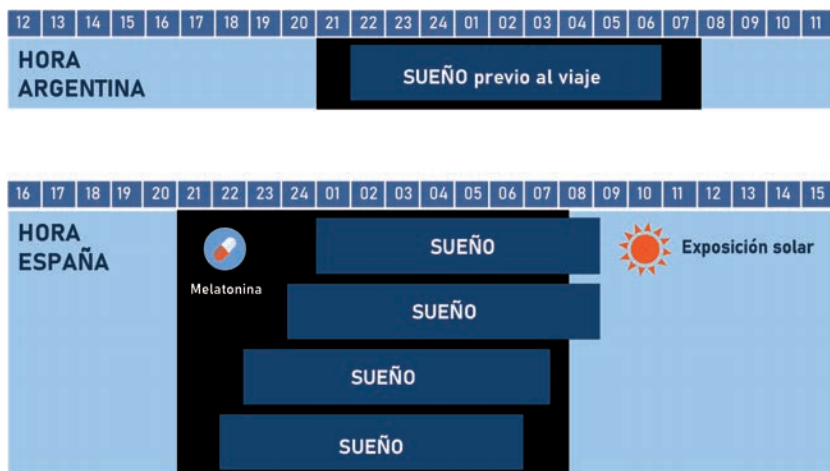 12 13 14 15 16 17 18 19 20 21 22 23 24 01 02 03 04 05 06 07 08 09 10 11
HORA
ARGENTINA
SUEÑO previo al viaje
16 17 18 19 20 21 22 23 24 01 02 03 04 05 06 07 08 09 10 11 12 13 14 15
HORA
ESPAÑA
Melatonina
SUEÑO
Exposición solar
SUEÑO
SUEÑO
SUEÑO